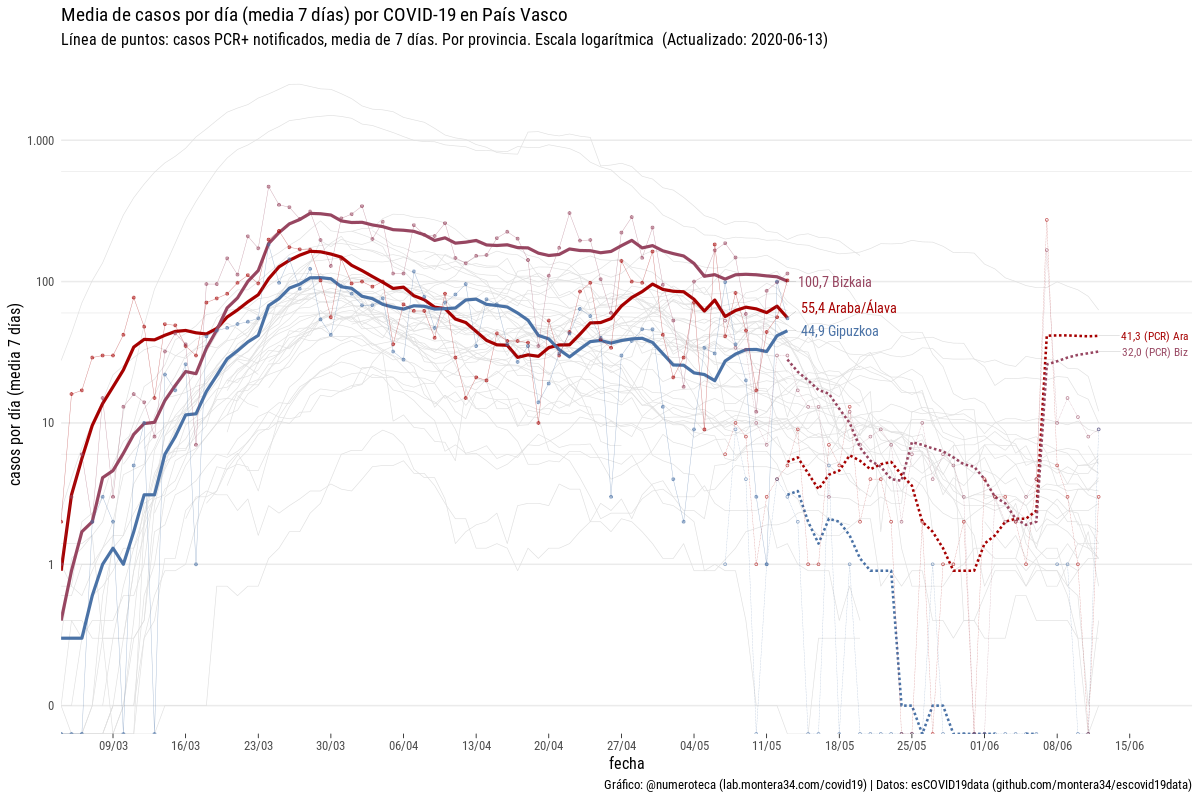 Media de casos por día (media 7 días) por COVID-19 en País Vasco
Línea de puntos: casos PCR+ notificados, media de 7 días. Por provincia. Escala logarítmica (Actualizado: 2020-06-13)
casos por día (media 7 días)
1.000
100
10
1
0
100,7 Bizkaia
55,4 Araba/Álava
44,9 Gipuzkoa
41,3 (PCR) Ara
32,0 (PCR) Biz
09/03 16/03 23/03 30/03 06/04 13/04 20/04 27/04 04/05 11/05 18/05 25/05 01/06 08/06 15/06
fecha
Gráfico: @numeroteca (lab.montera34.com/covid19) | Datos: esCOVID19data (github.com/montera34/escovid19data)